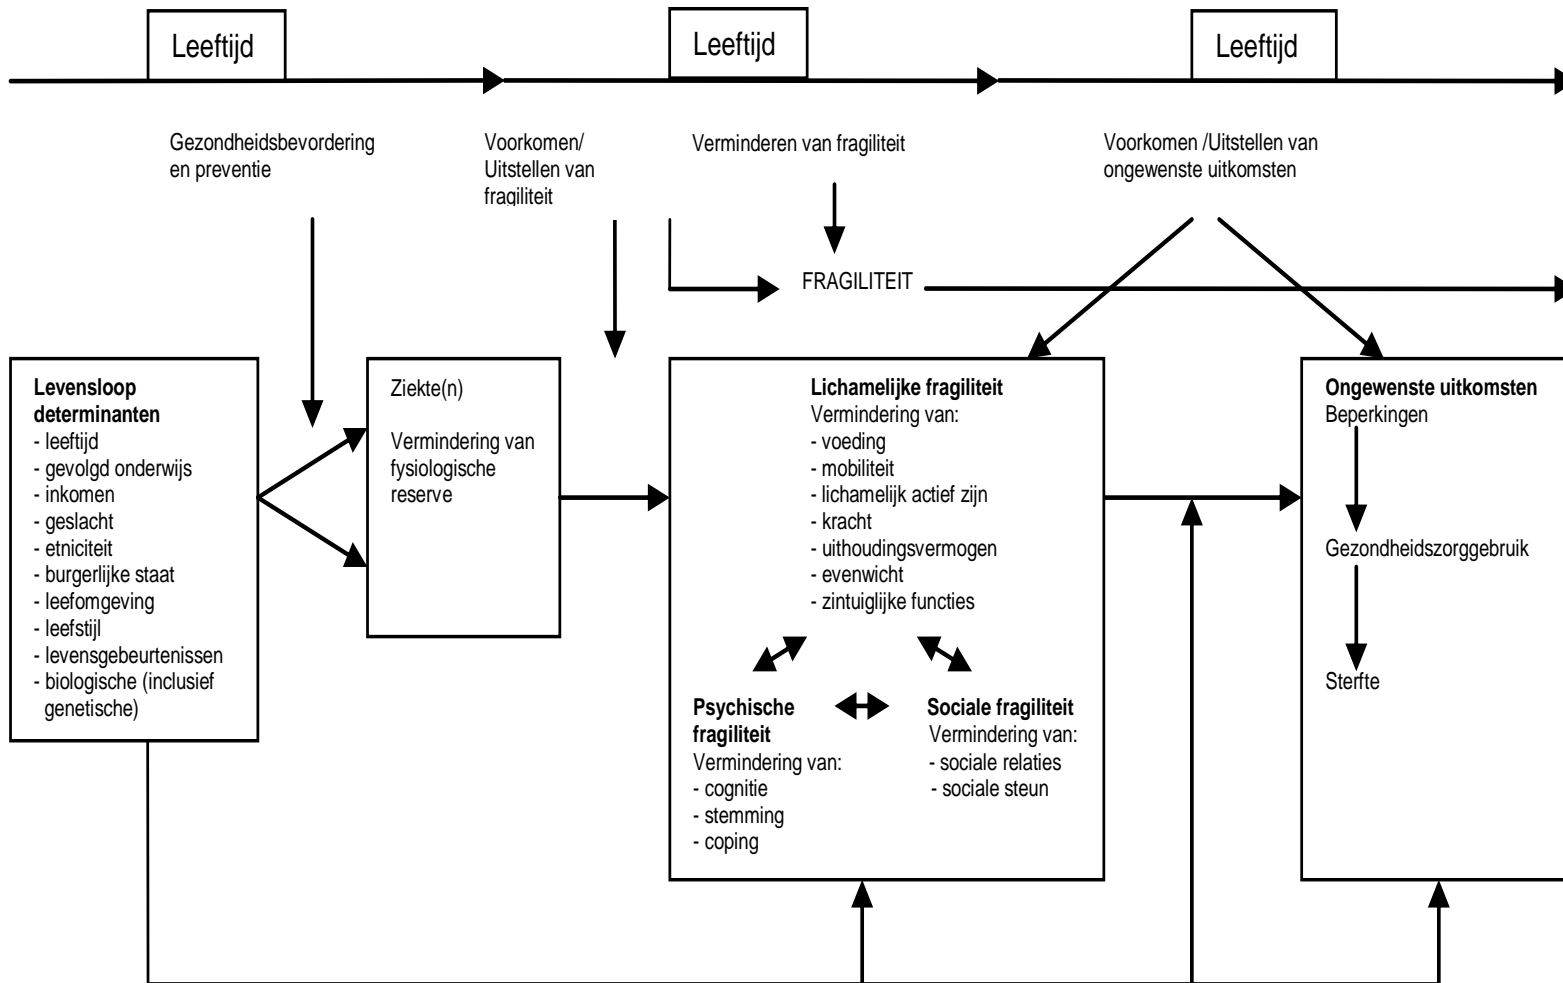 Leeftijd
Leeftijd
Leeftijd
Gezondheidsbevordering
en preventie
Voorkomen/
Uitstellen van
fragiliteit
Verminderen van fragiliteit
Voorkomen /Uitstellen van
ongewenste uitkomsten
FRAGILITEIT
Levensloop
determinanten
- leeftijd
- gevolgd onderwijs
- inkomen
- geslacht
- etniciteit
- burgerlijke staat
- leefomgeving
- leefstijl
- levensgebeurtenissen
- biologische (inclusief
genetische)
Ziekte(n)
Vermindering van
fysiologische
reserve
Lichamelijke fragiliteit
Vermindering van:
- voeding
- mobiliteit
- lichamelijk actief zijn
- kracht
- uithoudingsvermogen
- evenwicht
- zintuiglijke functies
Psychische
fragiliteit
Vermindering van:
- cognitie
- stemming
- coping
Sociale fragiliteit
Vermindering van:
- sociale relaties
- sociale steun
Ongewenste uitkomsten
Beperkingen
Gezondheidszorggebruik
Sterfte